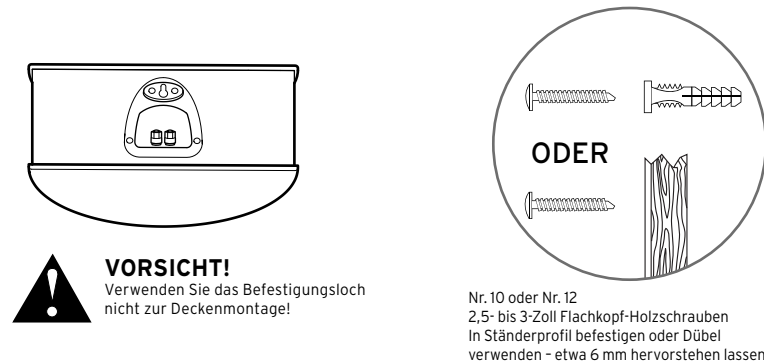 ODER
VORSICHT!
Verwenden Sie das Befestigungsloch
nicht zur Deckenmontage!
Nr. 10 oder Nr. 12
2,5- bis 3-Zoll Flachkopf-Holzschrauben
In Ständerprofil befestigen oder Dübel
verwenden – etwa 6 mm hervorstehen lassen